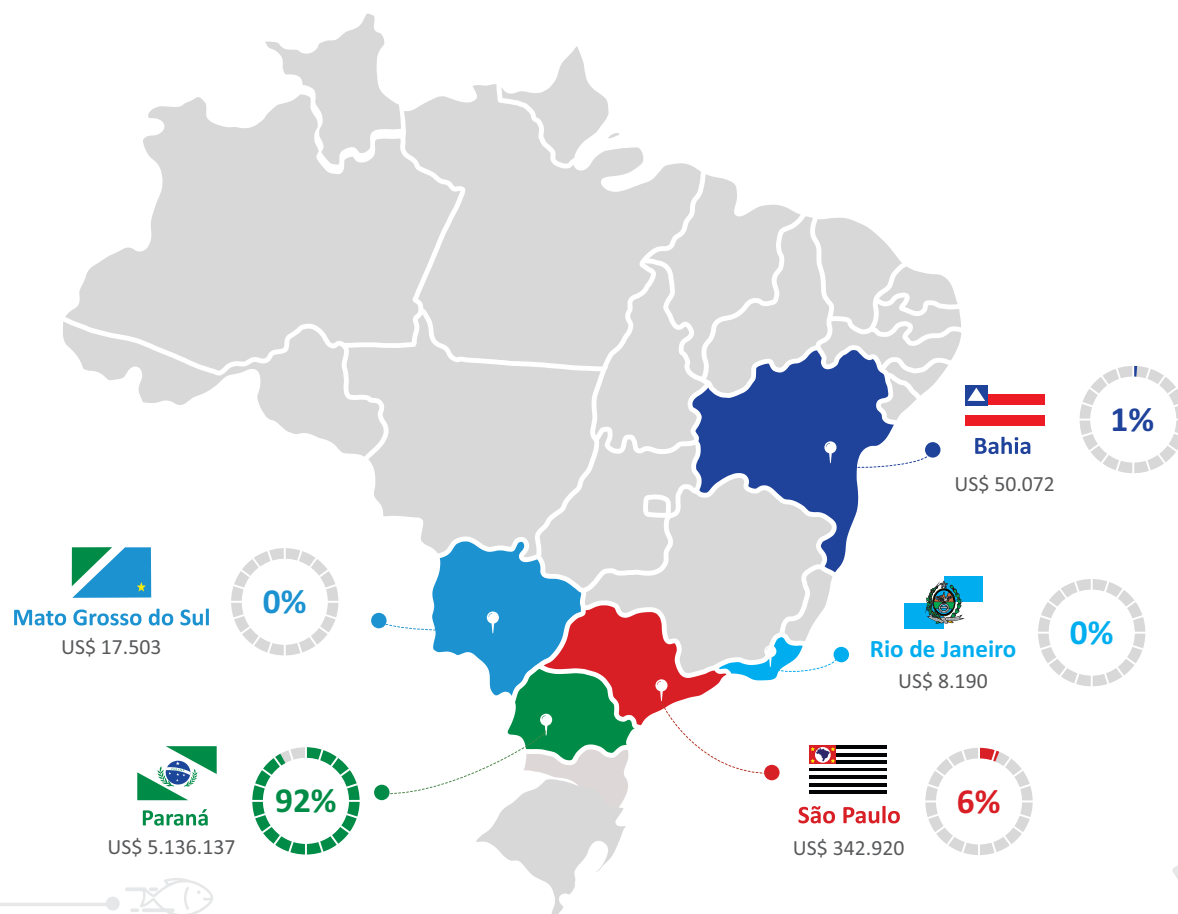 1%
Bahia
US$ 50.072
0%
Mato Grosso do Sul
US$ 17.503
0%
Rio de Janeiro
US$ 8.190
92%
Paraná
US$ 5.136.137
6%
São Paulo
US$ 342.920